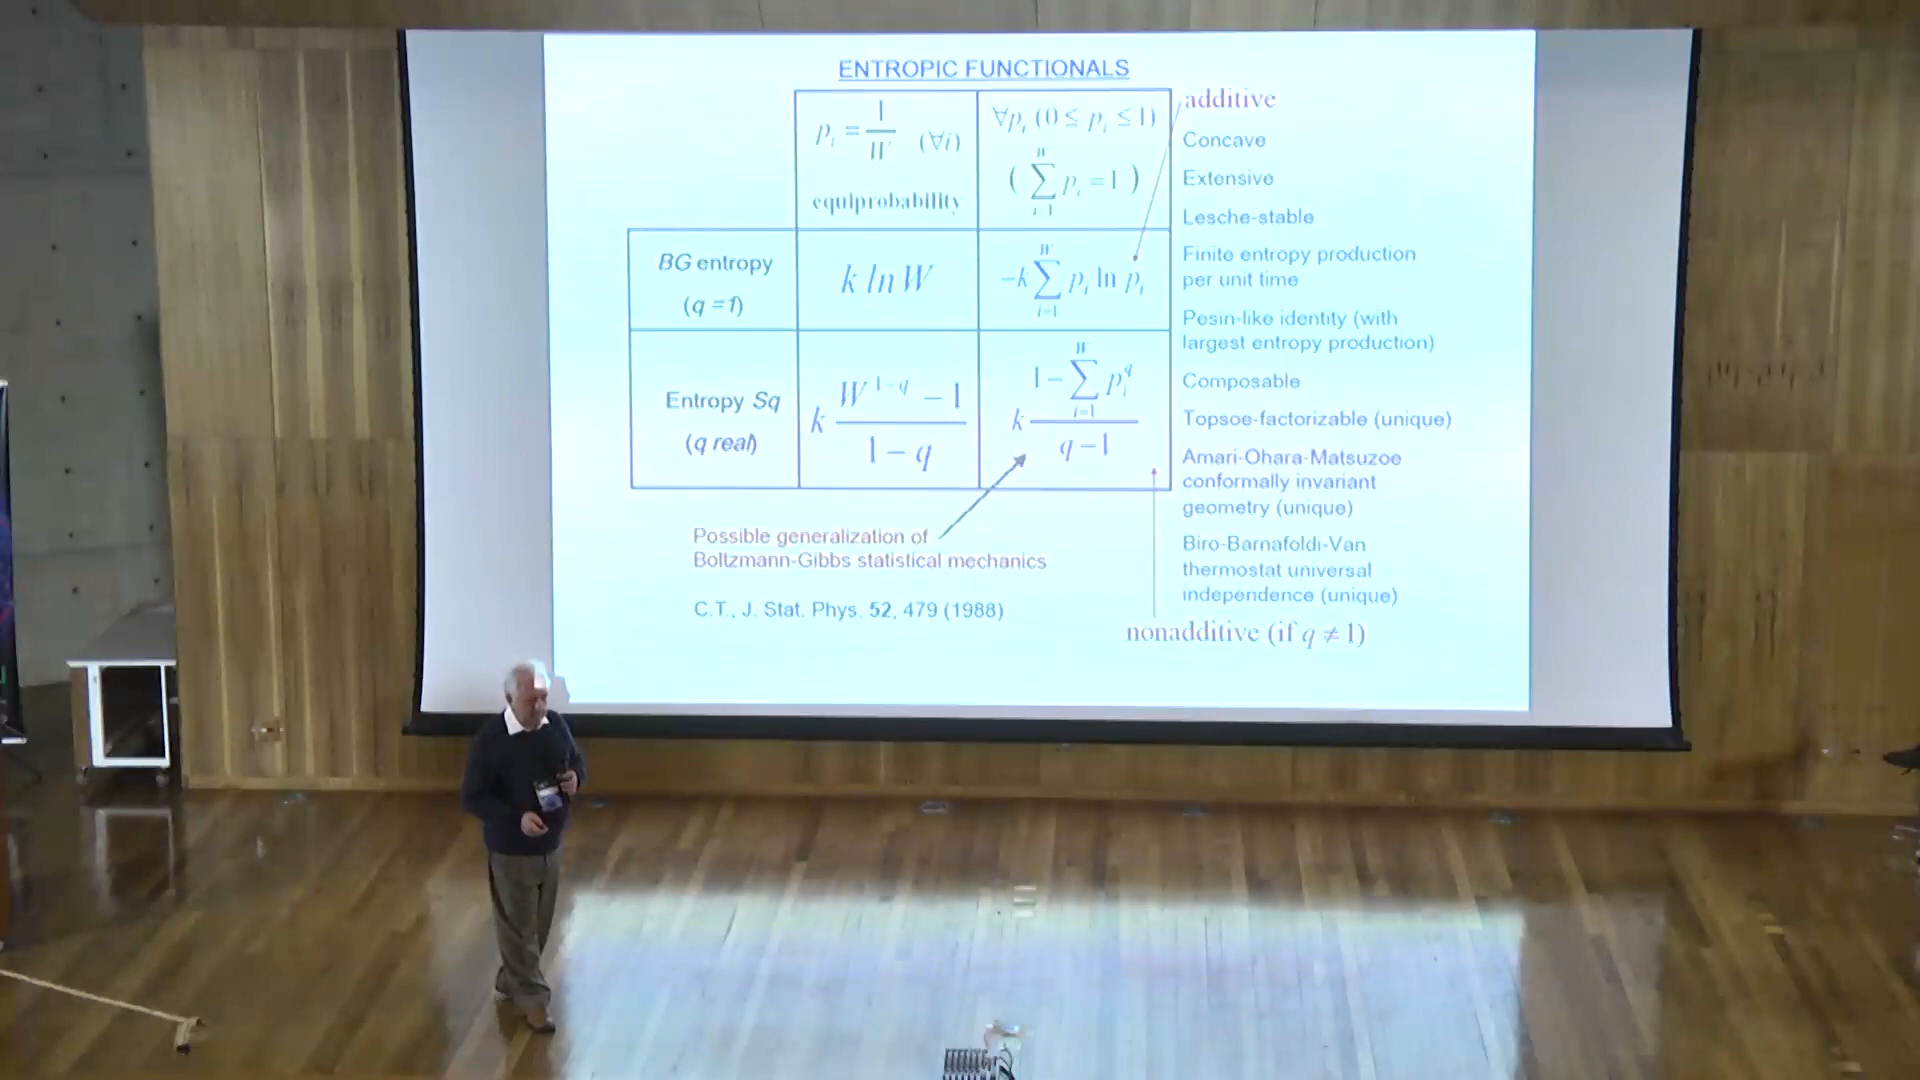 ENTROPIC FUNCTIONALS
p_i = 1/W (∀i)
equiprobability
∀p_i (0 ≤ p_i ≤ 1)
( ∑_{i=1}^{W} p_i = 1 )
BG entropy
(q = 1)
k ln W
−k ∑_{i=1}^{W} p_i ln p_i
Entropy Sq
(q real)
k (W^{1−q} − 1)/(1 − q)
k (1 − ∑_{i=1}^{W} p_i^q)/(q − 1)
Possible generalization of
Boltzmann-Gibbs statistical mechanics
C.T., J. Stat. Phys. 52, 479 (1988)
additive
Concave
Extensive
Lesche-stable
Finite entropy production
per unit time
Pesin-like identity (with
largest entropy production)
Composable
Topsoe-factorizable (unique)
Amari-Ohara-Matsuzoe
conformally invariant
geometry (unique)
Biro-Barnafoldi-Van
thermostat universal
independence (unique)
nonadditive (if q ≠ 1)